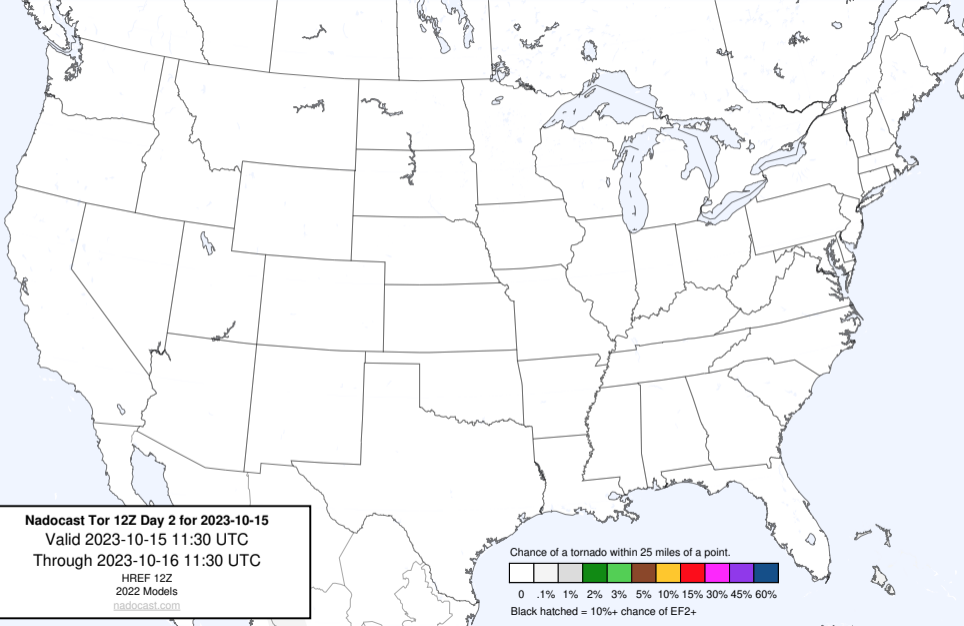 Nadocast Tor 12Z Day 2 for 2023-10-15
Valid 2023-10-15 11:30 UTC
Through 2023-10-16 11:30 UTC
HREF 12Z
2022 Models
nadocast.com
Chance of a tornado within 25 miles of a point.
0 .1% 1% 2% 3% 5% 10% 15% 30% 45% 60%
Black hatched = 10%+ chance of EF2+